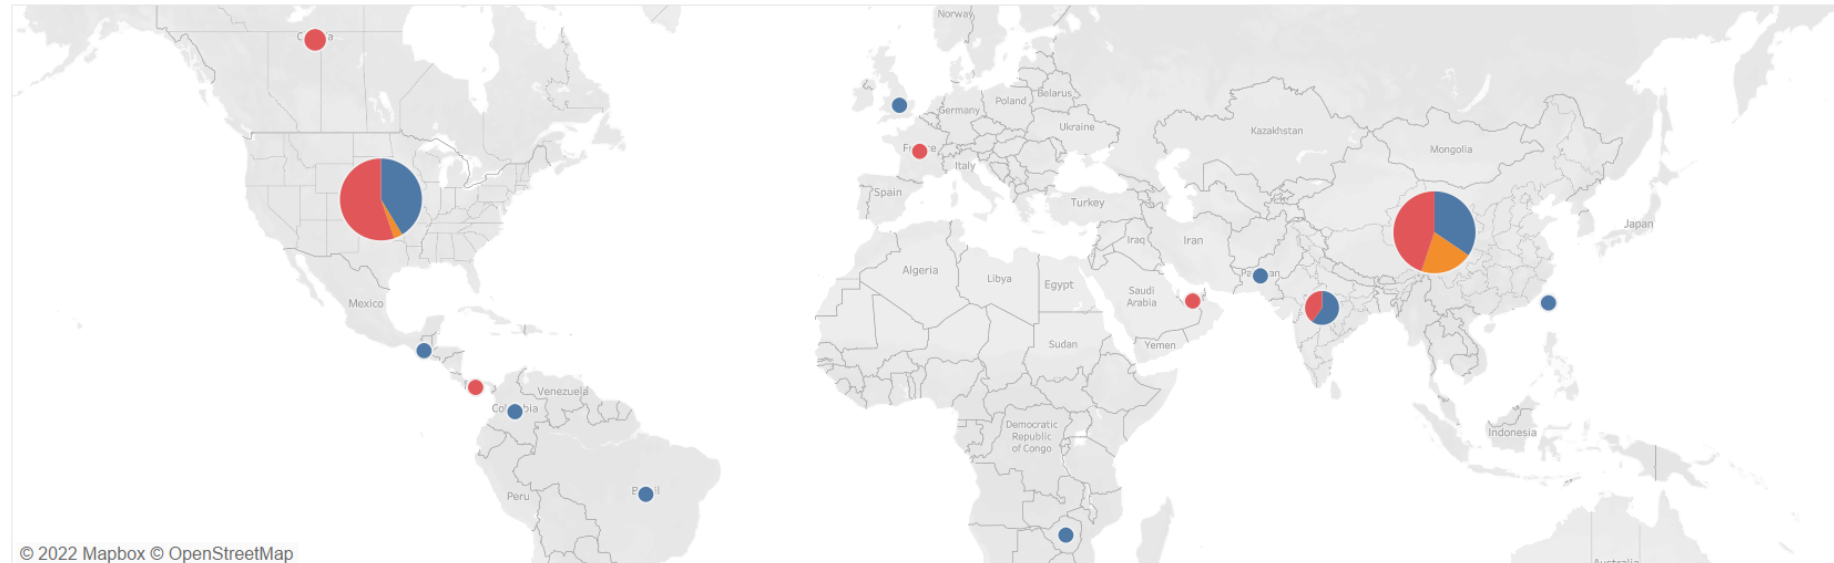 Norway
Belarus
Poland
Germany
Ukraine
Kazakhstan
Mongolia
Italy
Spain
Turkey
Japan
Iraq
Iran
Algeria
Libya
Egypt
Saudi
Arabia
Mexico
Sudan
Yemen
Venezuela
Democratic
Republic
of Congo
Indonesia
Peru
© 2022 Mapbox © OpenStreetMap
Australia